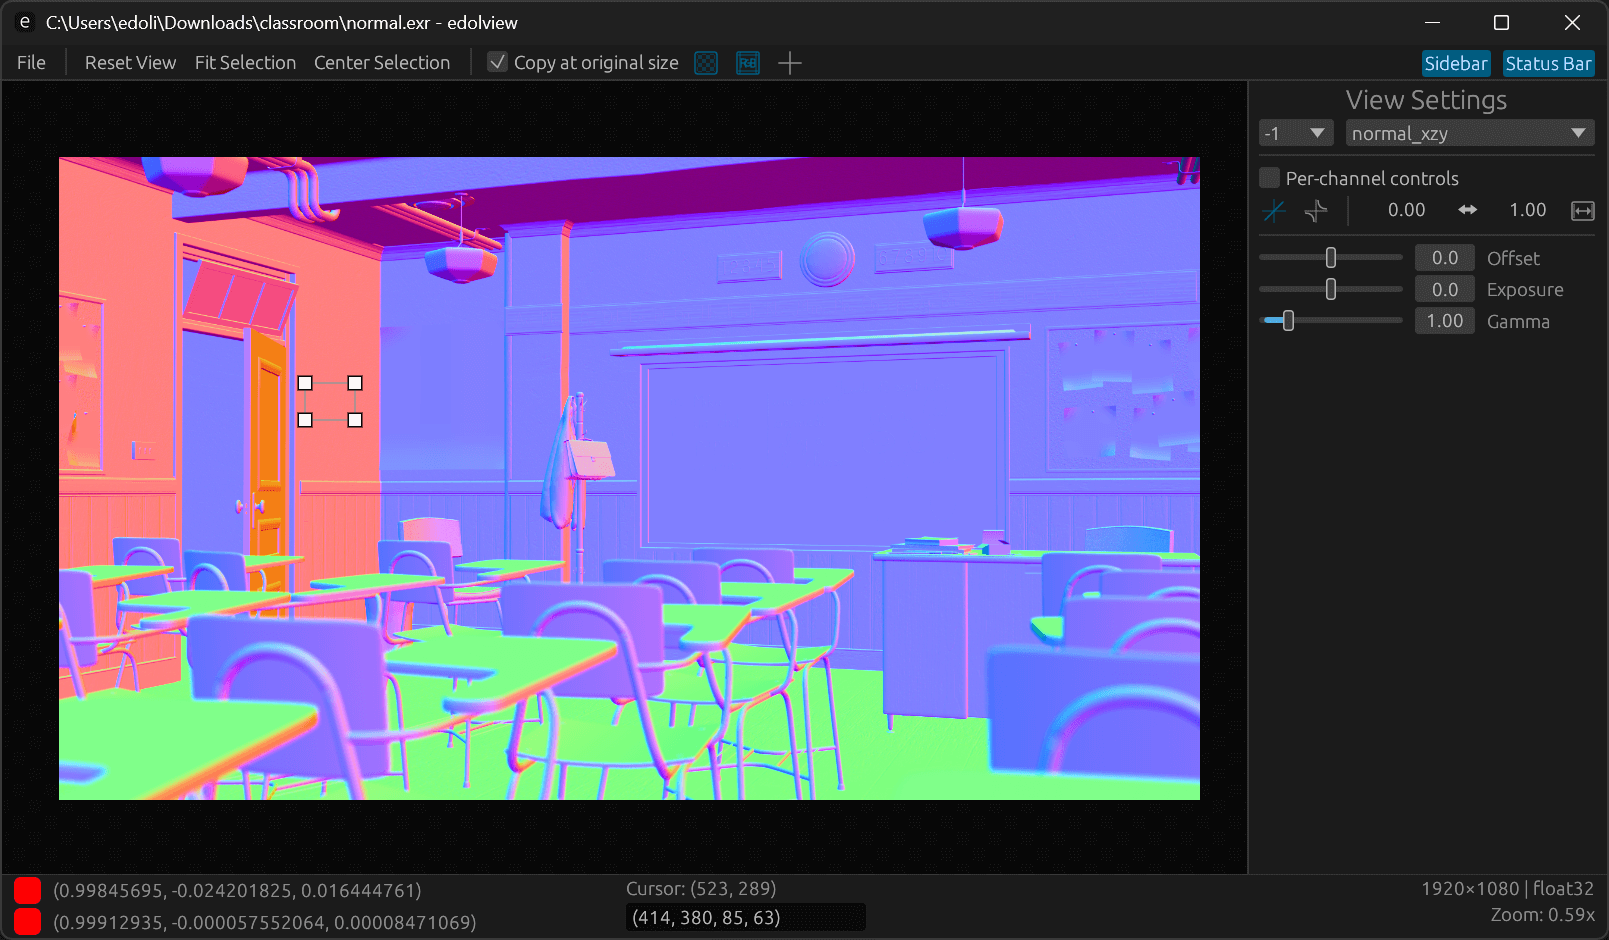 e C:\Users\edoli\Downloads\classroom\normal.exr - edolview
File Reset View Fit Selection Center Selection Copy at original size Sidebar Status Bar
View Settings
-1 normal_xzy
Per-channel controls
0.00 1.00
0.0 Offset
0.0 Exposure
1.00 Gamma
(0.99845695, -0.024201825, 0.016444761) Cursor: (523, 289) 1920×1080 | float32
(0.99912935, -0.000057552064, 0.00008471069) (414, 380, 85, 63) Zoom: 0.59x